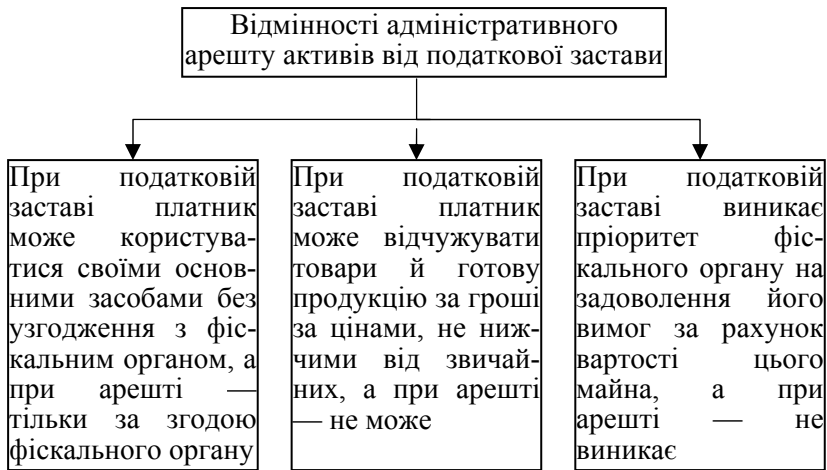 Відмінності адміністративного
арешту активів від податкової застави
При податковій
заставі платник
може користува-
тися своїми основ-
ними засобами без
узгодження з фіс-
кальним органом, а
при арешті —
тільки за згодою
фіскального органу
При податковій
заставі платник
може відчужувати
товари й готову
продукцію за гроші
за цінами, не ниж-
чими від звичай-
них, а при арешті
— не може
При податковій
заставі виникає
пріоритет фіс-
кального органу на
задоволення його
вимог за рахунок
вартості цього
майна, а при
арешті — не
виникає